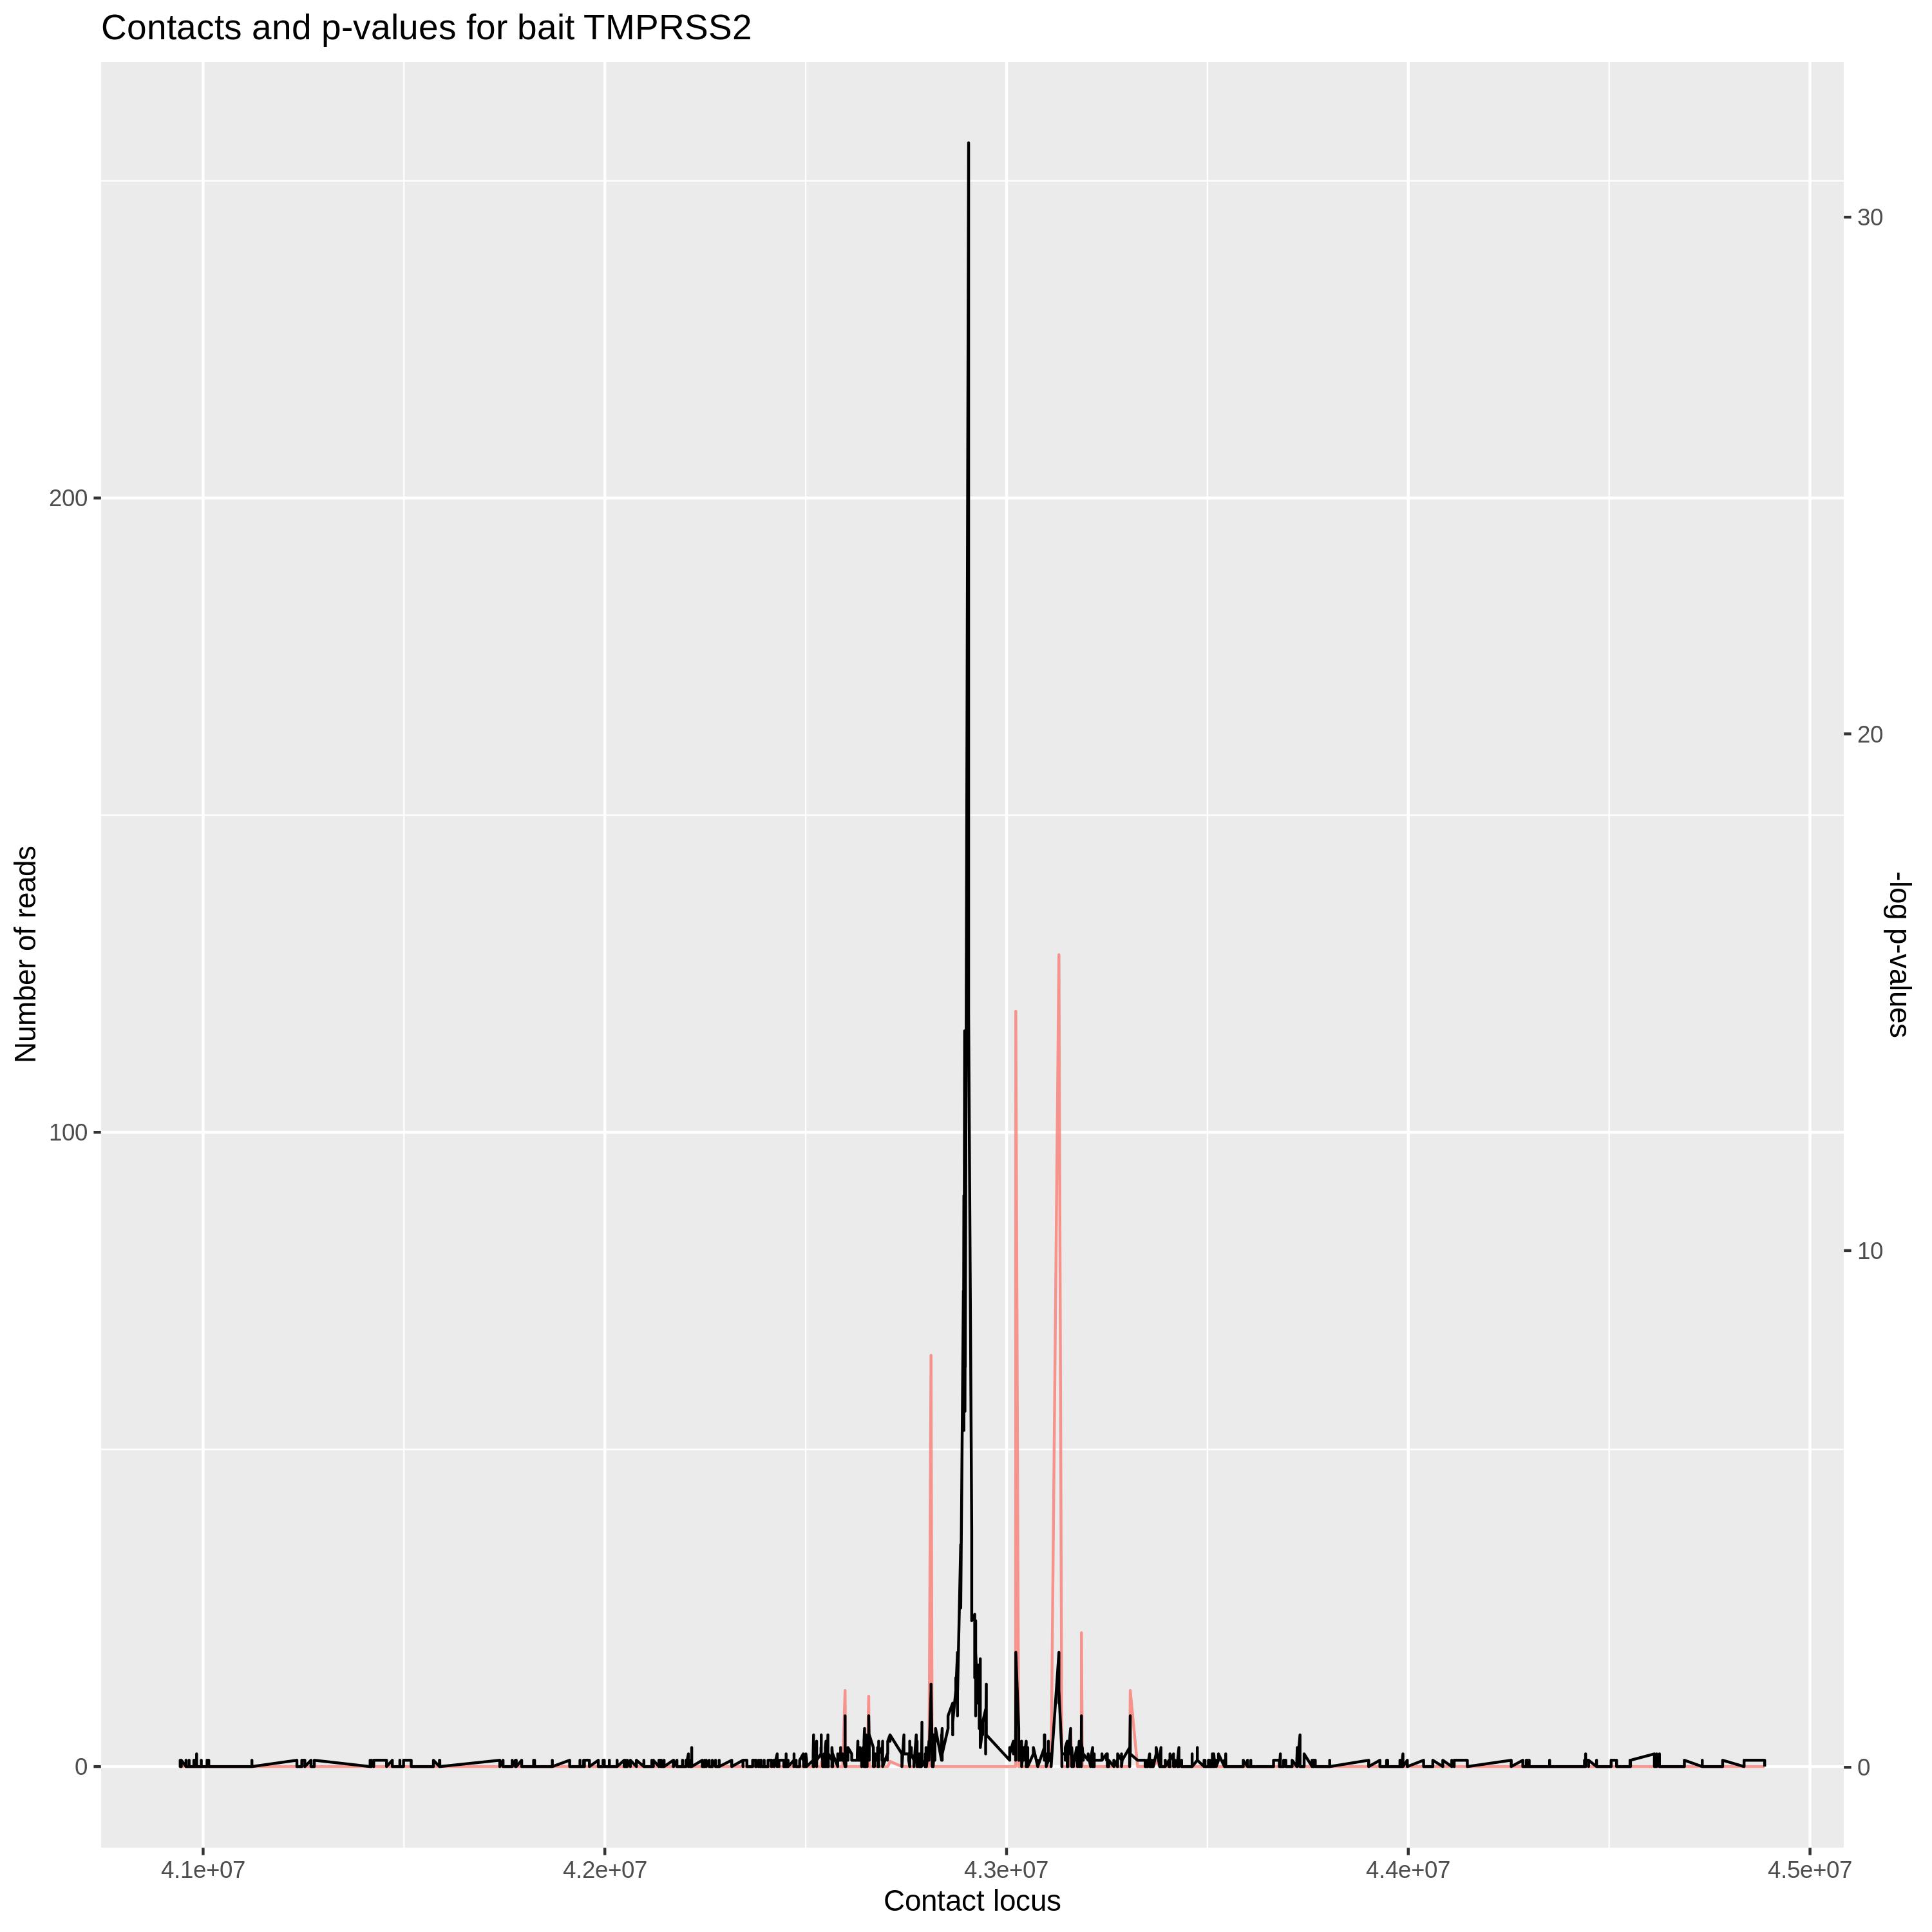 Contacts and p-values for bait TMPRSS2
200
100
0
Number of reads
30
20
10
0
-log p-values
4.1e+07 4.2e+07 4.3e+07 4.4e+07 4.5e+07
Contact locus